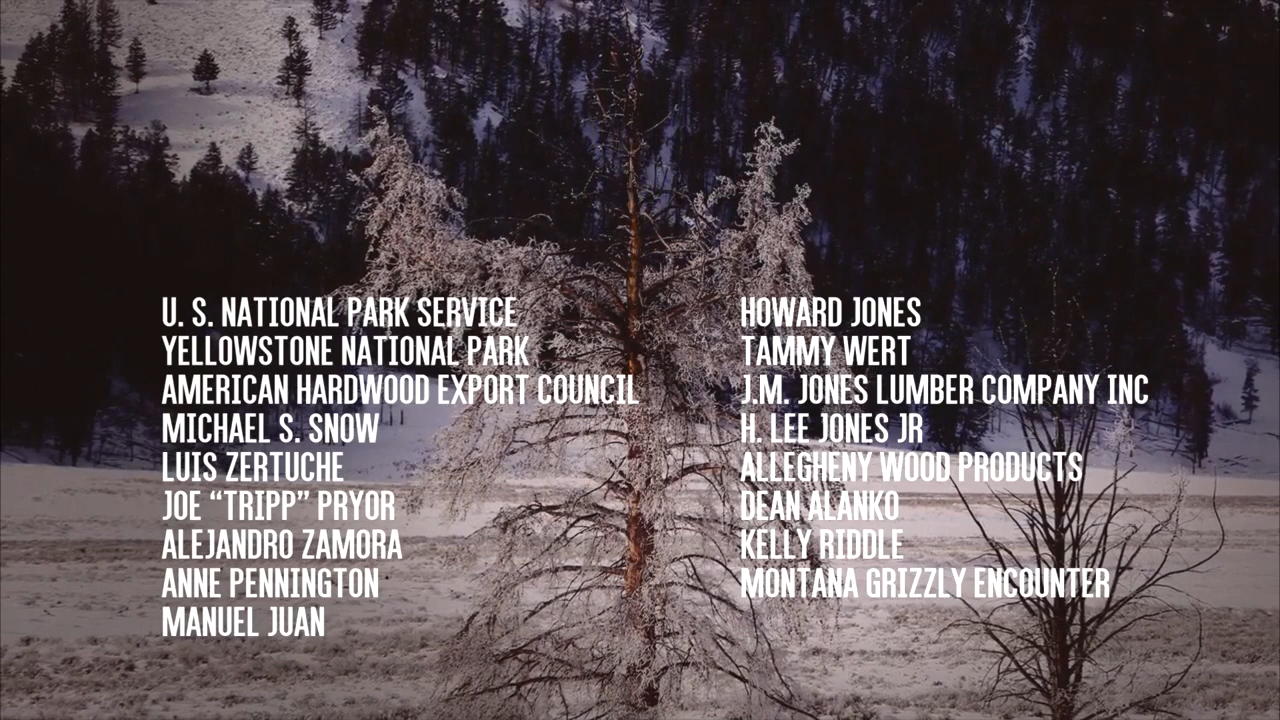 U. S. NATIONAL PARK SERVICE
YELLOWSTONE NATIONAL PARK
AMERICAN HARDWOOD EXPORT COUNCIL
MICHAEL S. SNOW
LUIS ZERTUCHE
JOE “TRIPP” PRYOR
ALEJANDRO ZAMORA
ANNE PENNINGTON
MANUEL JUAN
HOWARD JONES
TAMMY WERT
J.M. JONES LUMBER COMPANY INC
H. LEE JONES JR
ALLEGHENY WOOD PRODUCTS
DEAN ALANKO
KELLY RIDDLE
MONTANA GRIZZLY ENCOUNTER